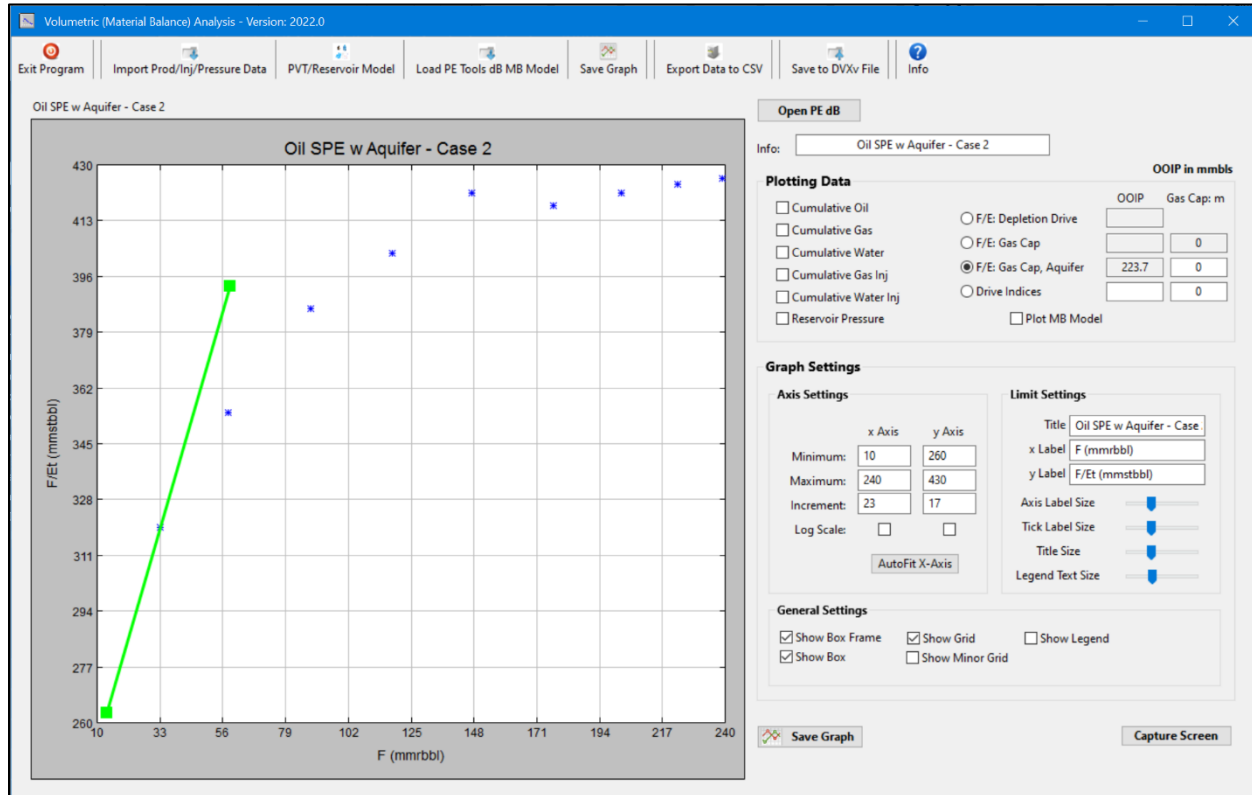 Volumetric (Material Balance) Analysis - Version: 2022.0
Exit Program
Import Prod/Inj/Pressure Data
PVT/Reservoir Model
Load PE Tools dB MB Model
Save Graph
Export Data to CSV
Save to DVXv File
Info
Oil SPE w Aquifer - Case 2
Oil SPE w Aquifer - Case 2
430
413
396
379
362
345
328
311
294
277
260
F/Et (mmstbbl)
10 33 56 79 102 125 148 171 194 217 240
F (mmrbbl)
Open PE dB
Info: Oil SPE w Aquifer - Case 2
OOIP in mmbls
Plotting Data
OOIP Gas Cap: m
Cumulative Oil
Cumulative Gas
Cumulative Water
Cumulative Gas Inj
Cumulative Water Inj
Reservoir Pressure
F/E: Depletion Drive
F/E: Gas Cap 0
F/E: Gas Cap, Aquifer 223.7 0
Drive Indices 0
Plot MB Model
Graph Settings
Axis Settings
x Axis y Axis
Minimum: 10 260
Maximum: 240 430
Increment: 23 17
Log Scale:
AutoFit X-Axis
Limit Settings
Title Oil SPE w Aquifer - Case
x Label F (mmrbbl)
y Label F/Et (mmstbbl)
Axis Label Size
Tick Label Size
Title Size
Legend Text Size
General Settings
Show Box Frame Show Grid Show Legend
Show Box Show Minor Grid
Save Graph
Capture Screen